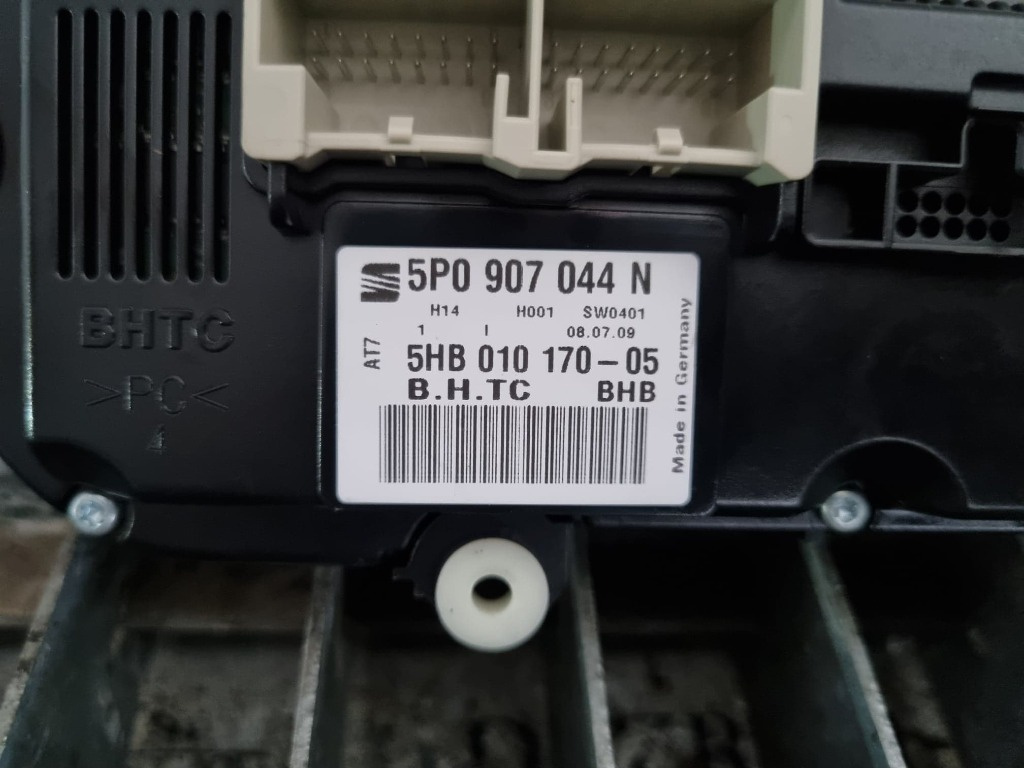 5P0 907 044 N
H14 H001 SW0401
1 I 08.07.09
AT7
5HB 010 170-05
B.H.TC BHB
Made in Germany
BHTC
>PC<
4